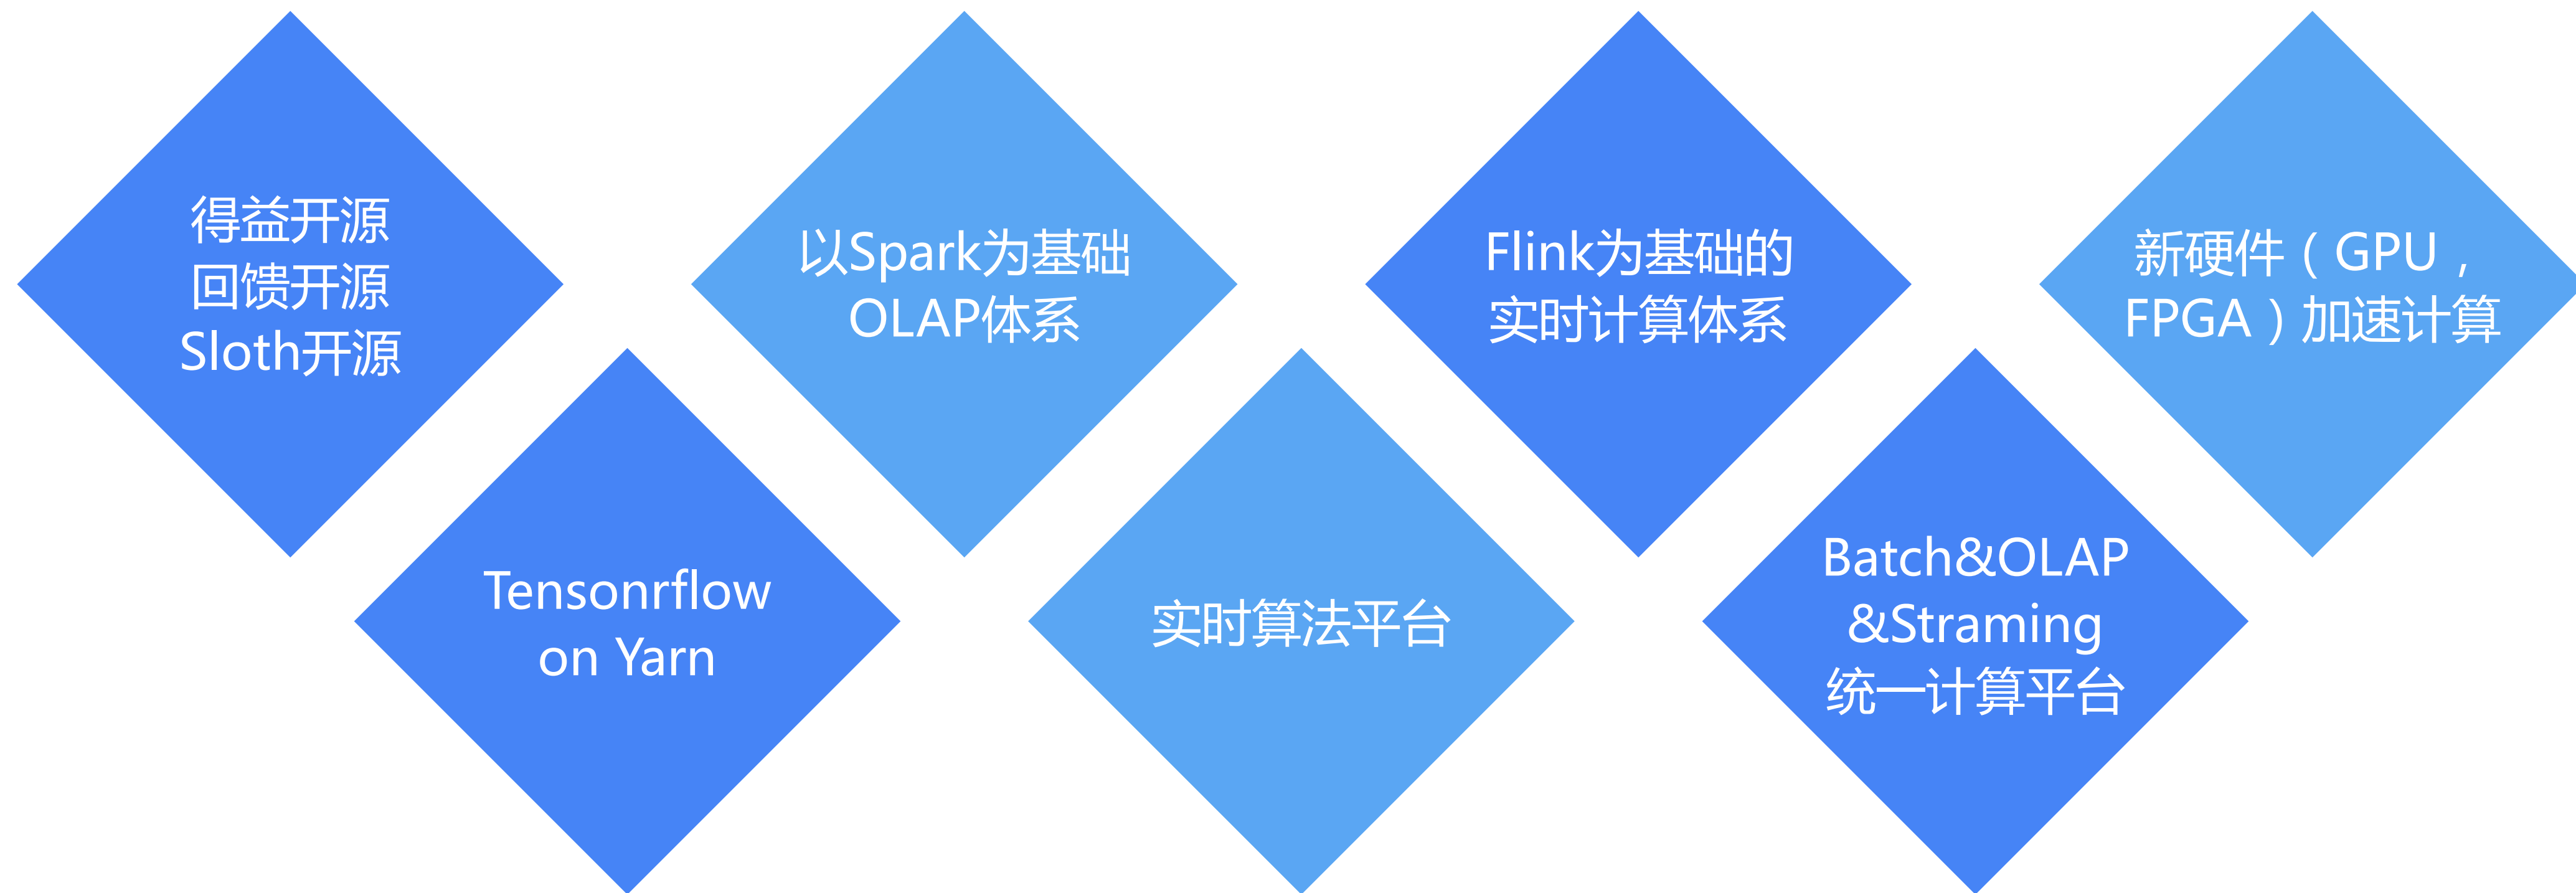 得益开源
回馈开源
Sloth开源
Tensonrflow
on Yarn
以Spark为基础
OLAP体系
实时算法平台
Flink为基础的
实时计算体系
Batch&OLAP
&Straming
统一计算平台
新硬件（GPU，
FPGA）加速计算